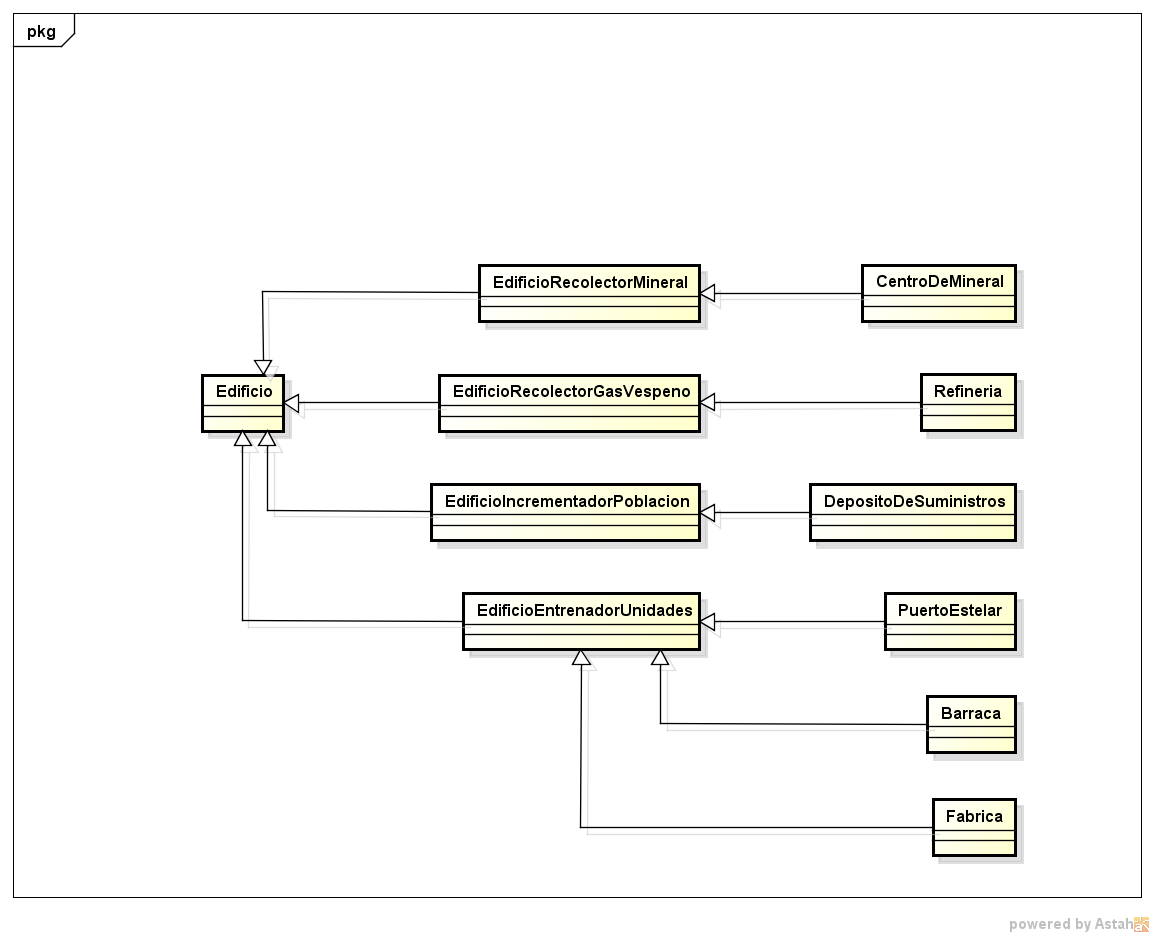 pkg
EdificioRecolectorMineral
CentroDeMineral
Edificio
EdificioRecolectorGasVespeno
Refineria
EdificioIncrementadorPoblacion
DepositoDeSuministros
EdificioEntrenadorUnidades
PuertoEstelar
Barraca
Fabrica
powered by Astah